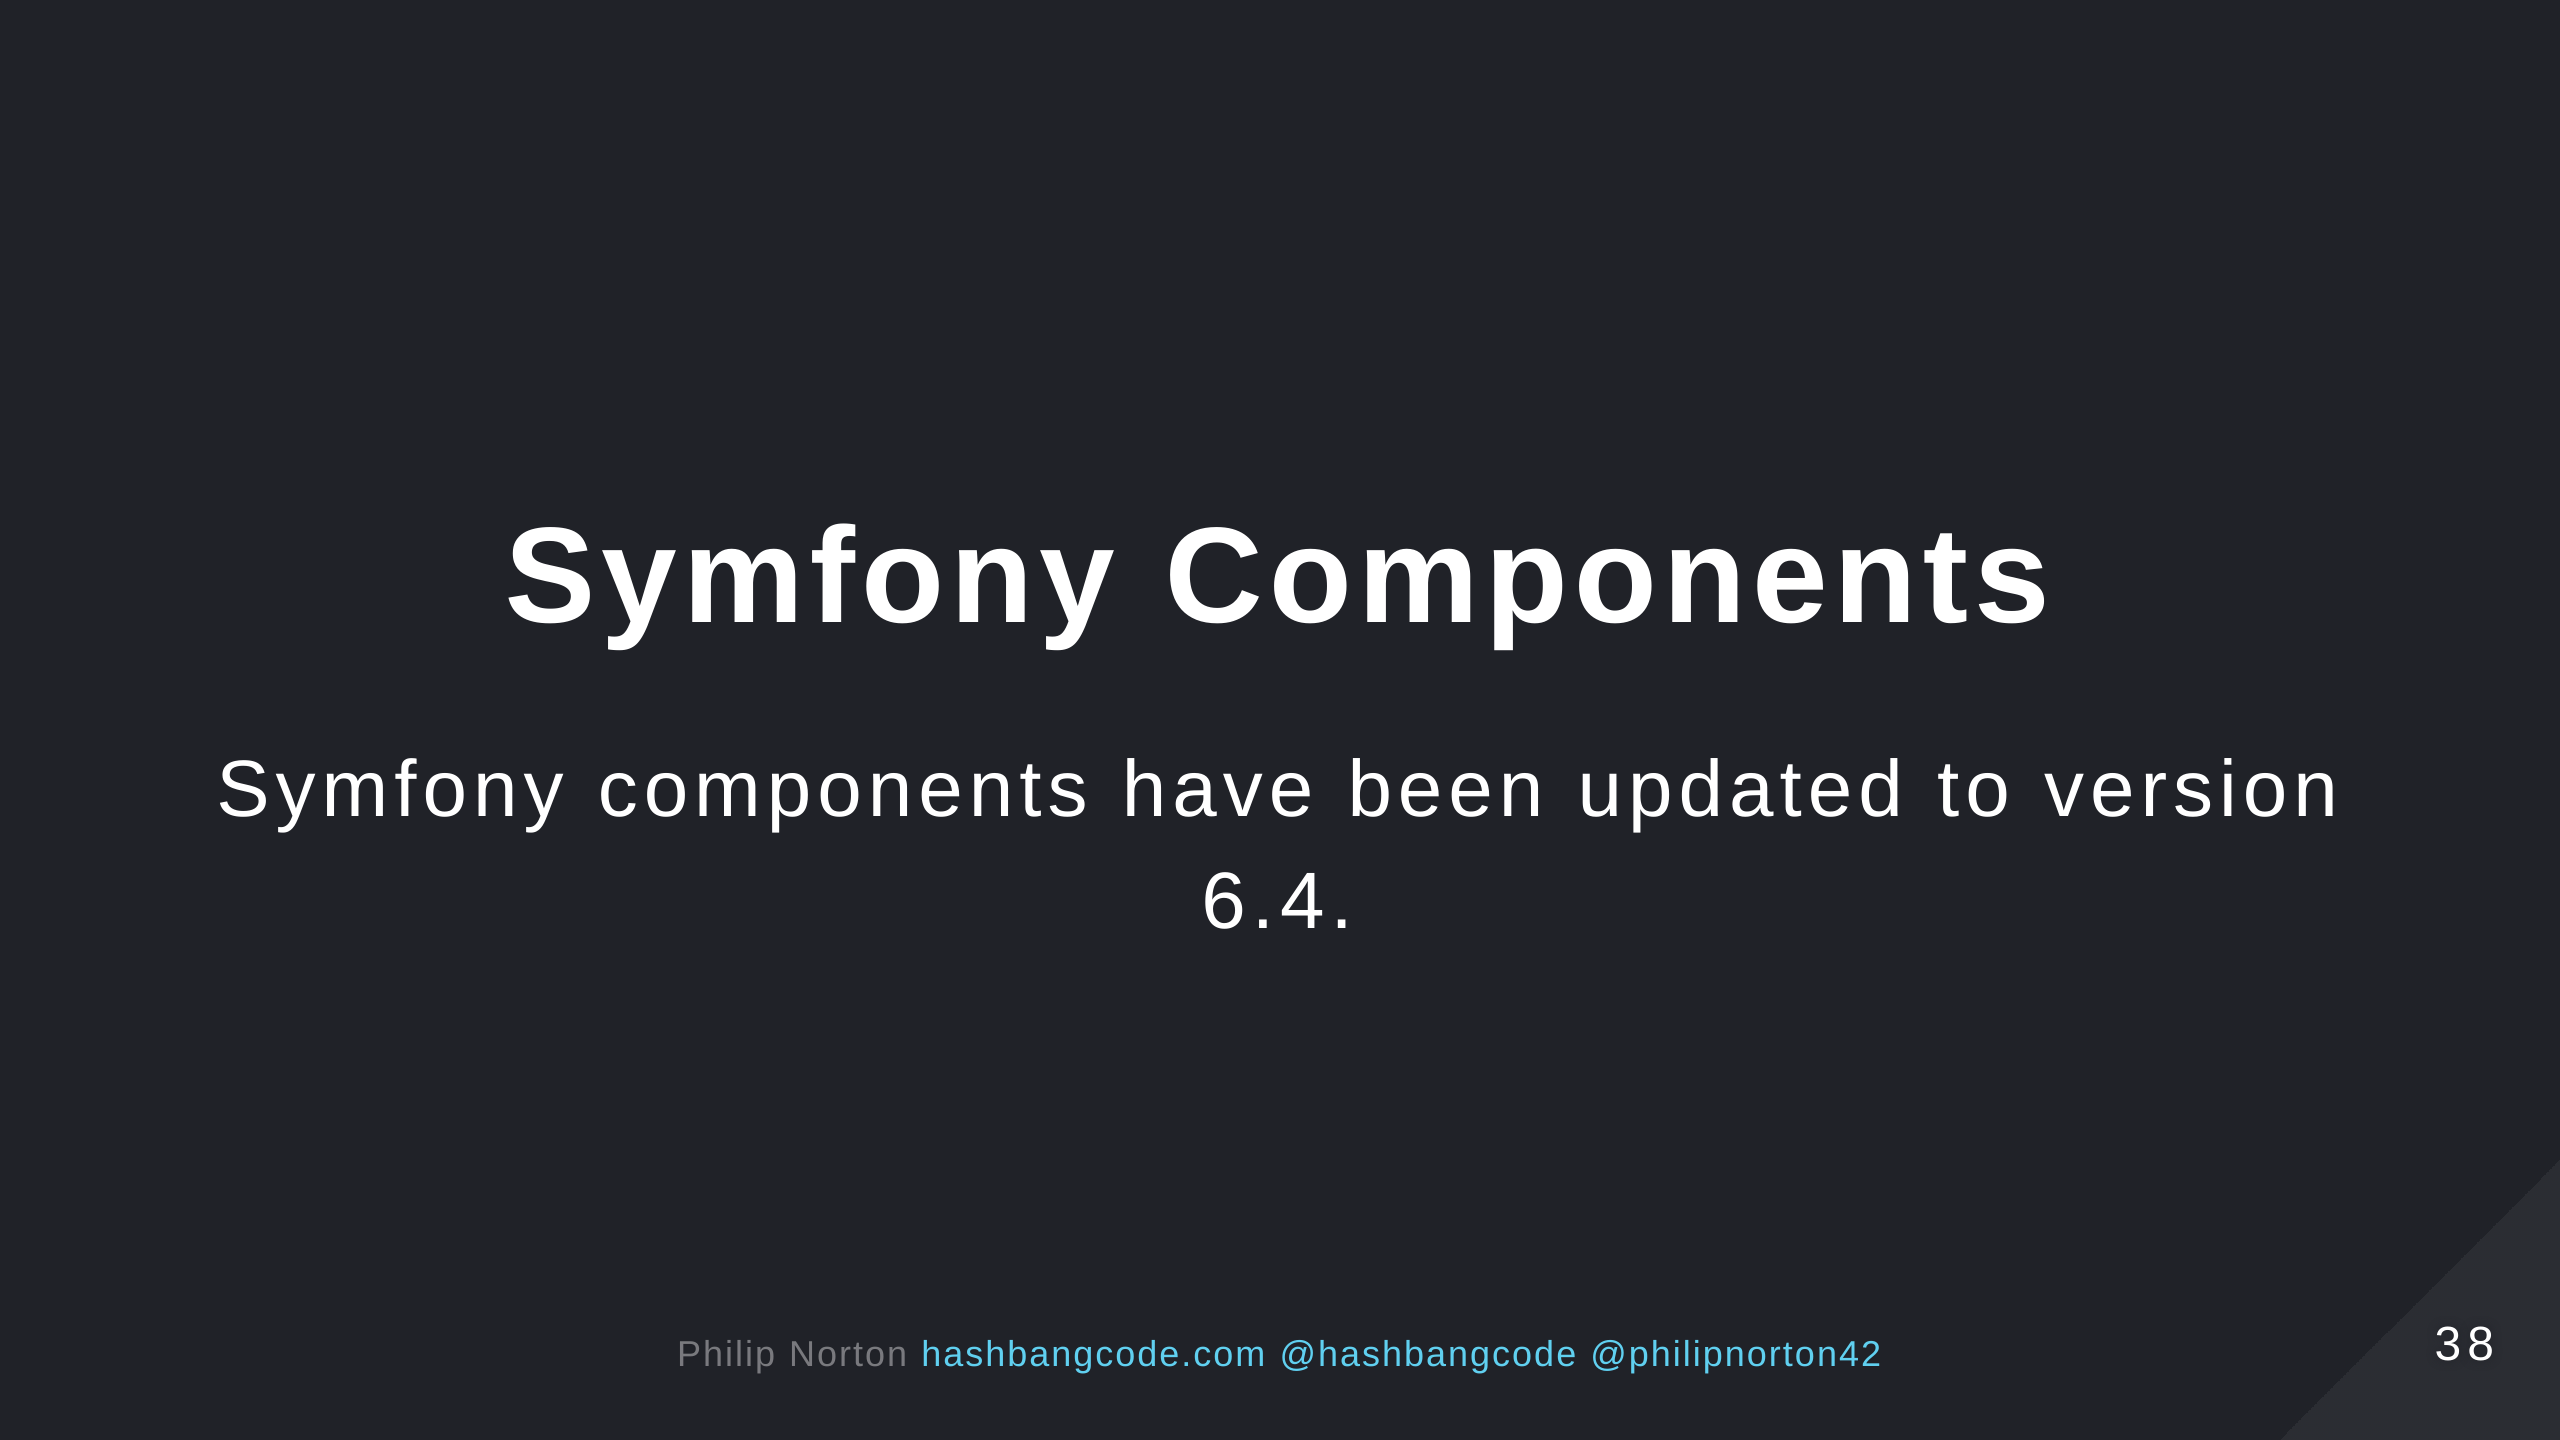 Symfony Components
Symfony components have been updated to version
6.4.
Philip Norton hashbangcode.com @hashbangcode @philipnorton42
38